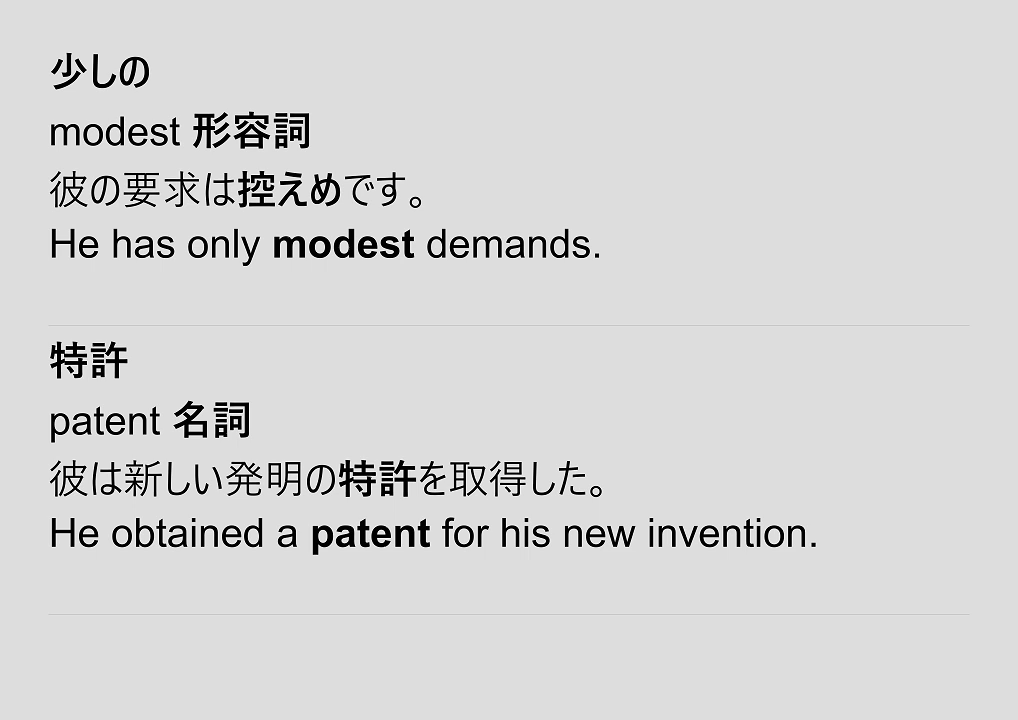 少しの
modest 形容詞
彼の要求は控えめです。
He has only modest demands.
特許
patent 名詞
彼は新しい発明の特許を取得した。
He obtained a patent for his new invention.